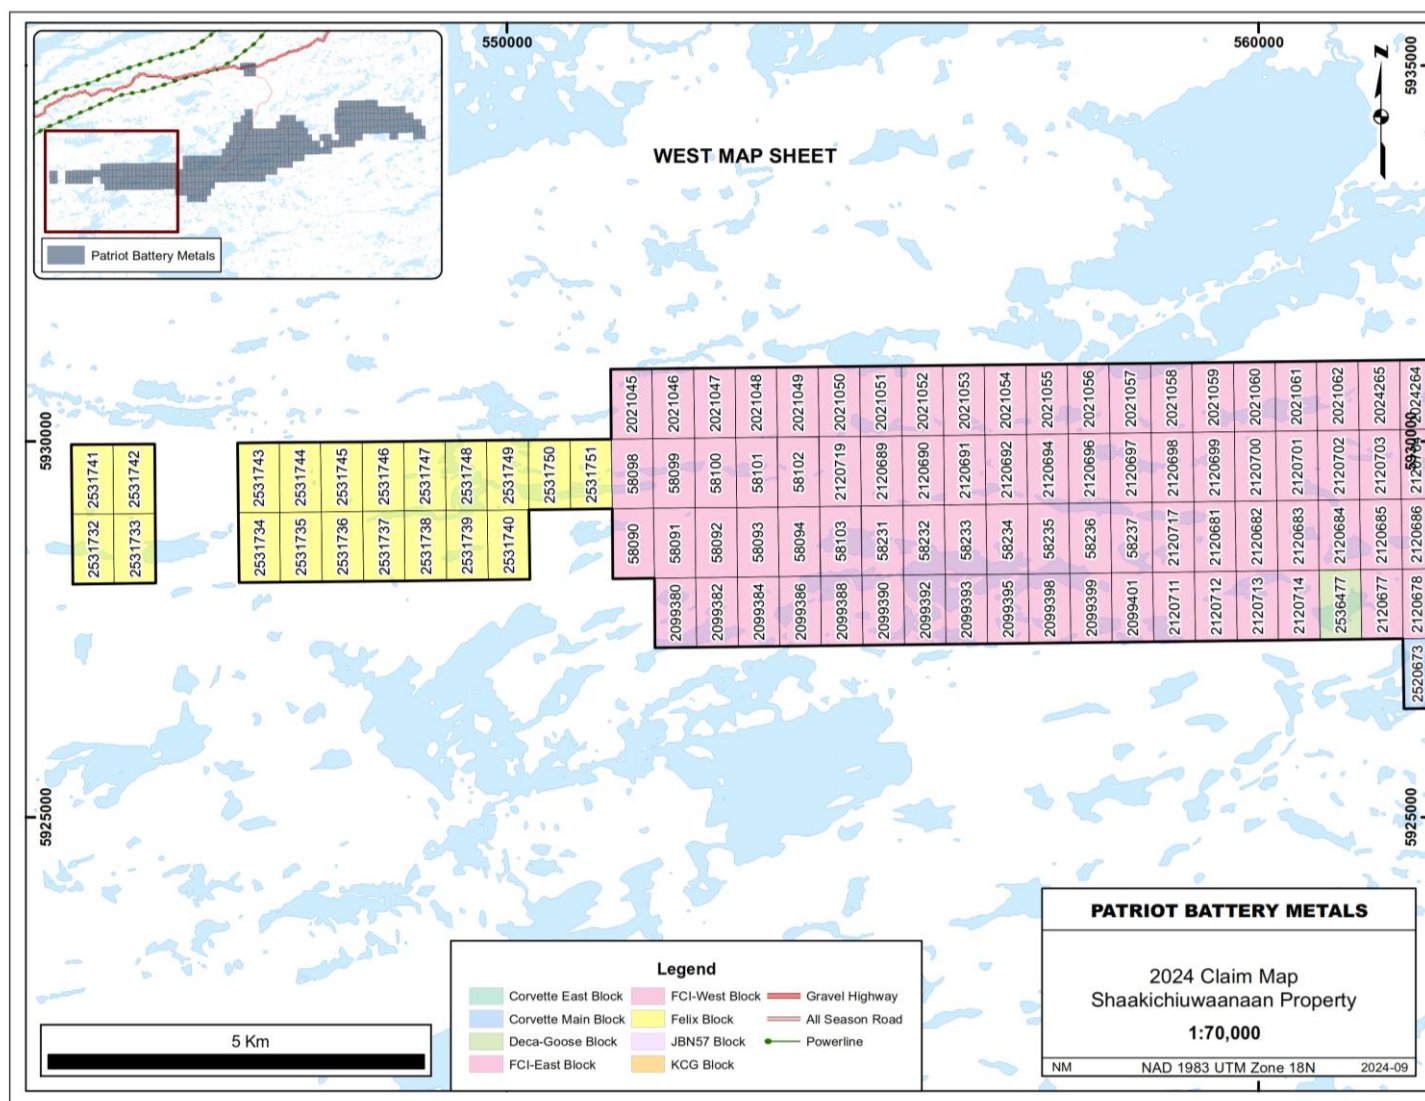 550000
560000
5935000
WEST MAP SHEET
Patriot Battery Metals
5930000
5930000
2021045 2021046 2021047 2021048 2021049 2021050 2021051 2021052 2021053 2021054 2021055 2021056 2021057 2021058 2021059 2021060 2021061 2021062 2024265 2024264
2531741 2531742 2531743 2531744 2531745 2531746 2531747 2531748 2531749 2531750 2531751 58098 58099 58100 58101 58102 2120719 2120689 2120690 2120691 2120692 2120694 2120696 2120697 2120698 2120699 2120700 2120701 2120702 2120703
2531732 2531733 2531734 2531735 2531736 2531737 2531738 2531739 2531740 58090 58091 58092 58093 58094 58103 58231 58232 58233 58234 58235 58236 58237 2120717 2120681 2120682 2120683 2120684 2120685 2120686
2099380 2099382 2099384 2099386 2099388 2099390 2099392 2099393 2099395 2099398 2099399 2099401 2120711 2120712 2120713 2120714 2536477 2120677 2120678
2520673
5925000
5925000
Legend
Corvette East Block
Corvette Main Block
Deca-Goose Block
FCI-East Block
FCI-West Block
Felix Block
JBN57 Block
KCG Block
Gravel Highway
All Season Road
Powerline
5 Km
PATRIOT BATTERY METALS
2024 Claim Map
Shaakichiuwaanaan Property
1:70,000
NM NAD 1983 UTM Zone 18N 2024-09
N